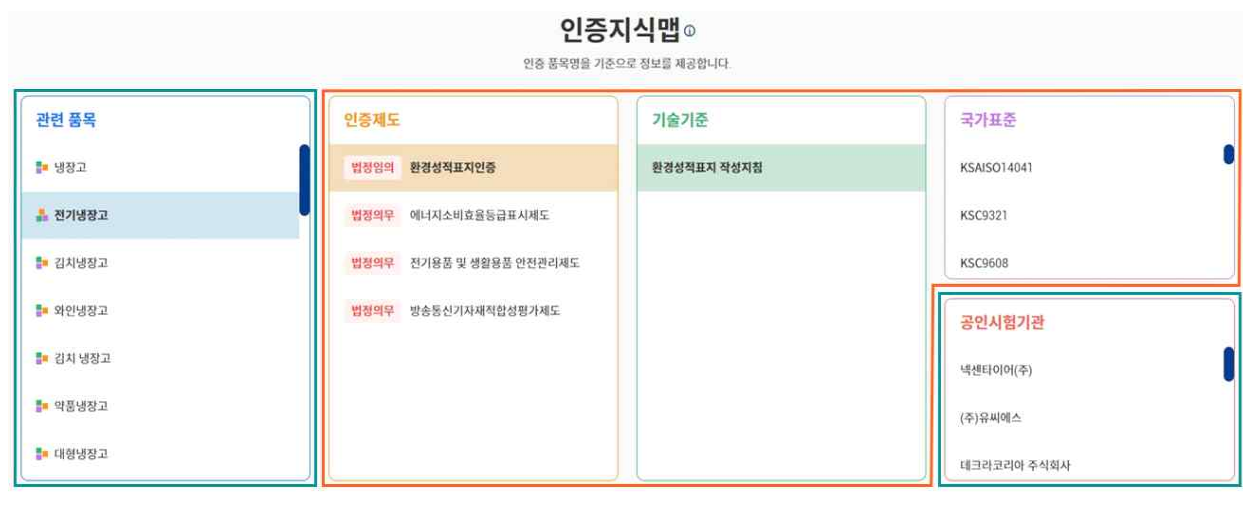 인증지식맵
인증 품목명을 기준으로 정보를 제공합니다.
관련 품목
냉장고
전기냉장고
김치냉장고
와인냉장고
김치 냉장고
약품냉장고
대형냉장고
인증제도
법정임의 환경성적표지인증
법정의무 에너지소비효율등급표시제도
법정의무 전기용품 및 생활용품 안전관리제도
법정의무 방송통신기자재적합성평가제도
기술기준
환경성적표지 작성지침
국가표준
KSAISO14041
KSC9321
KSC9608
공인시험기관
넥센타이어(주)
(주)유씨에스
데크라코리아 주식회사